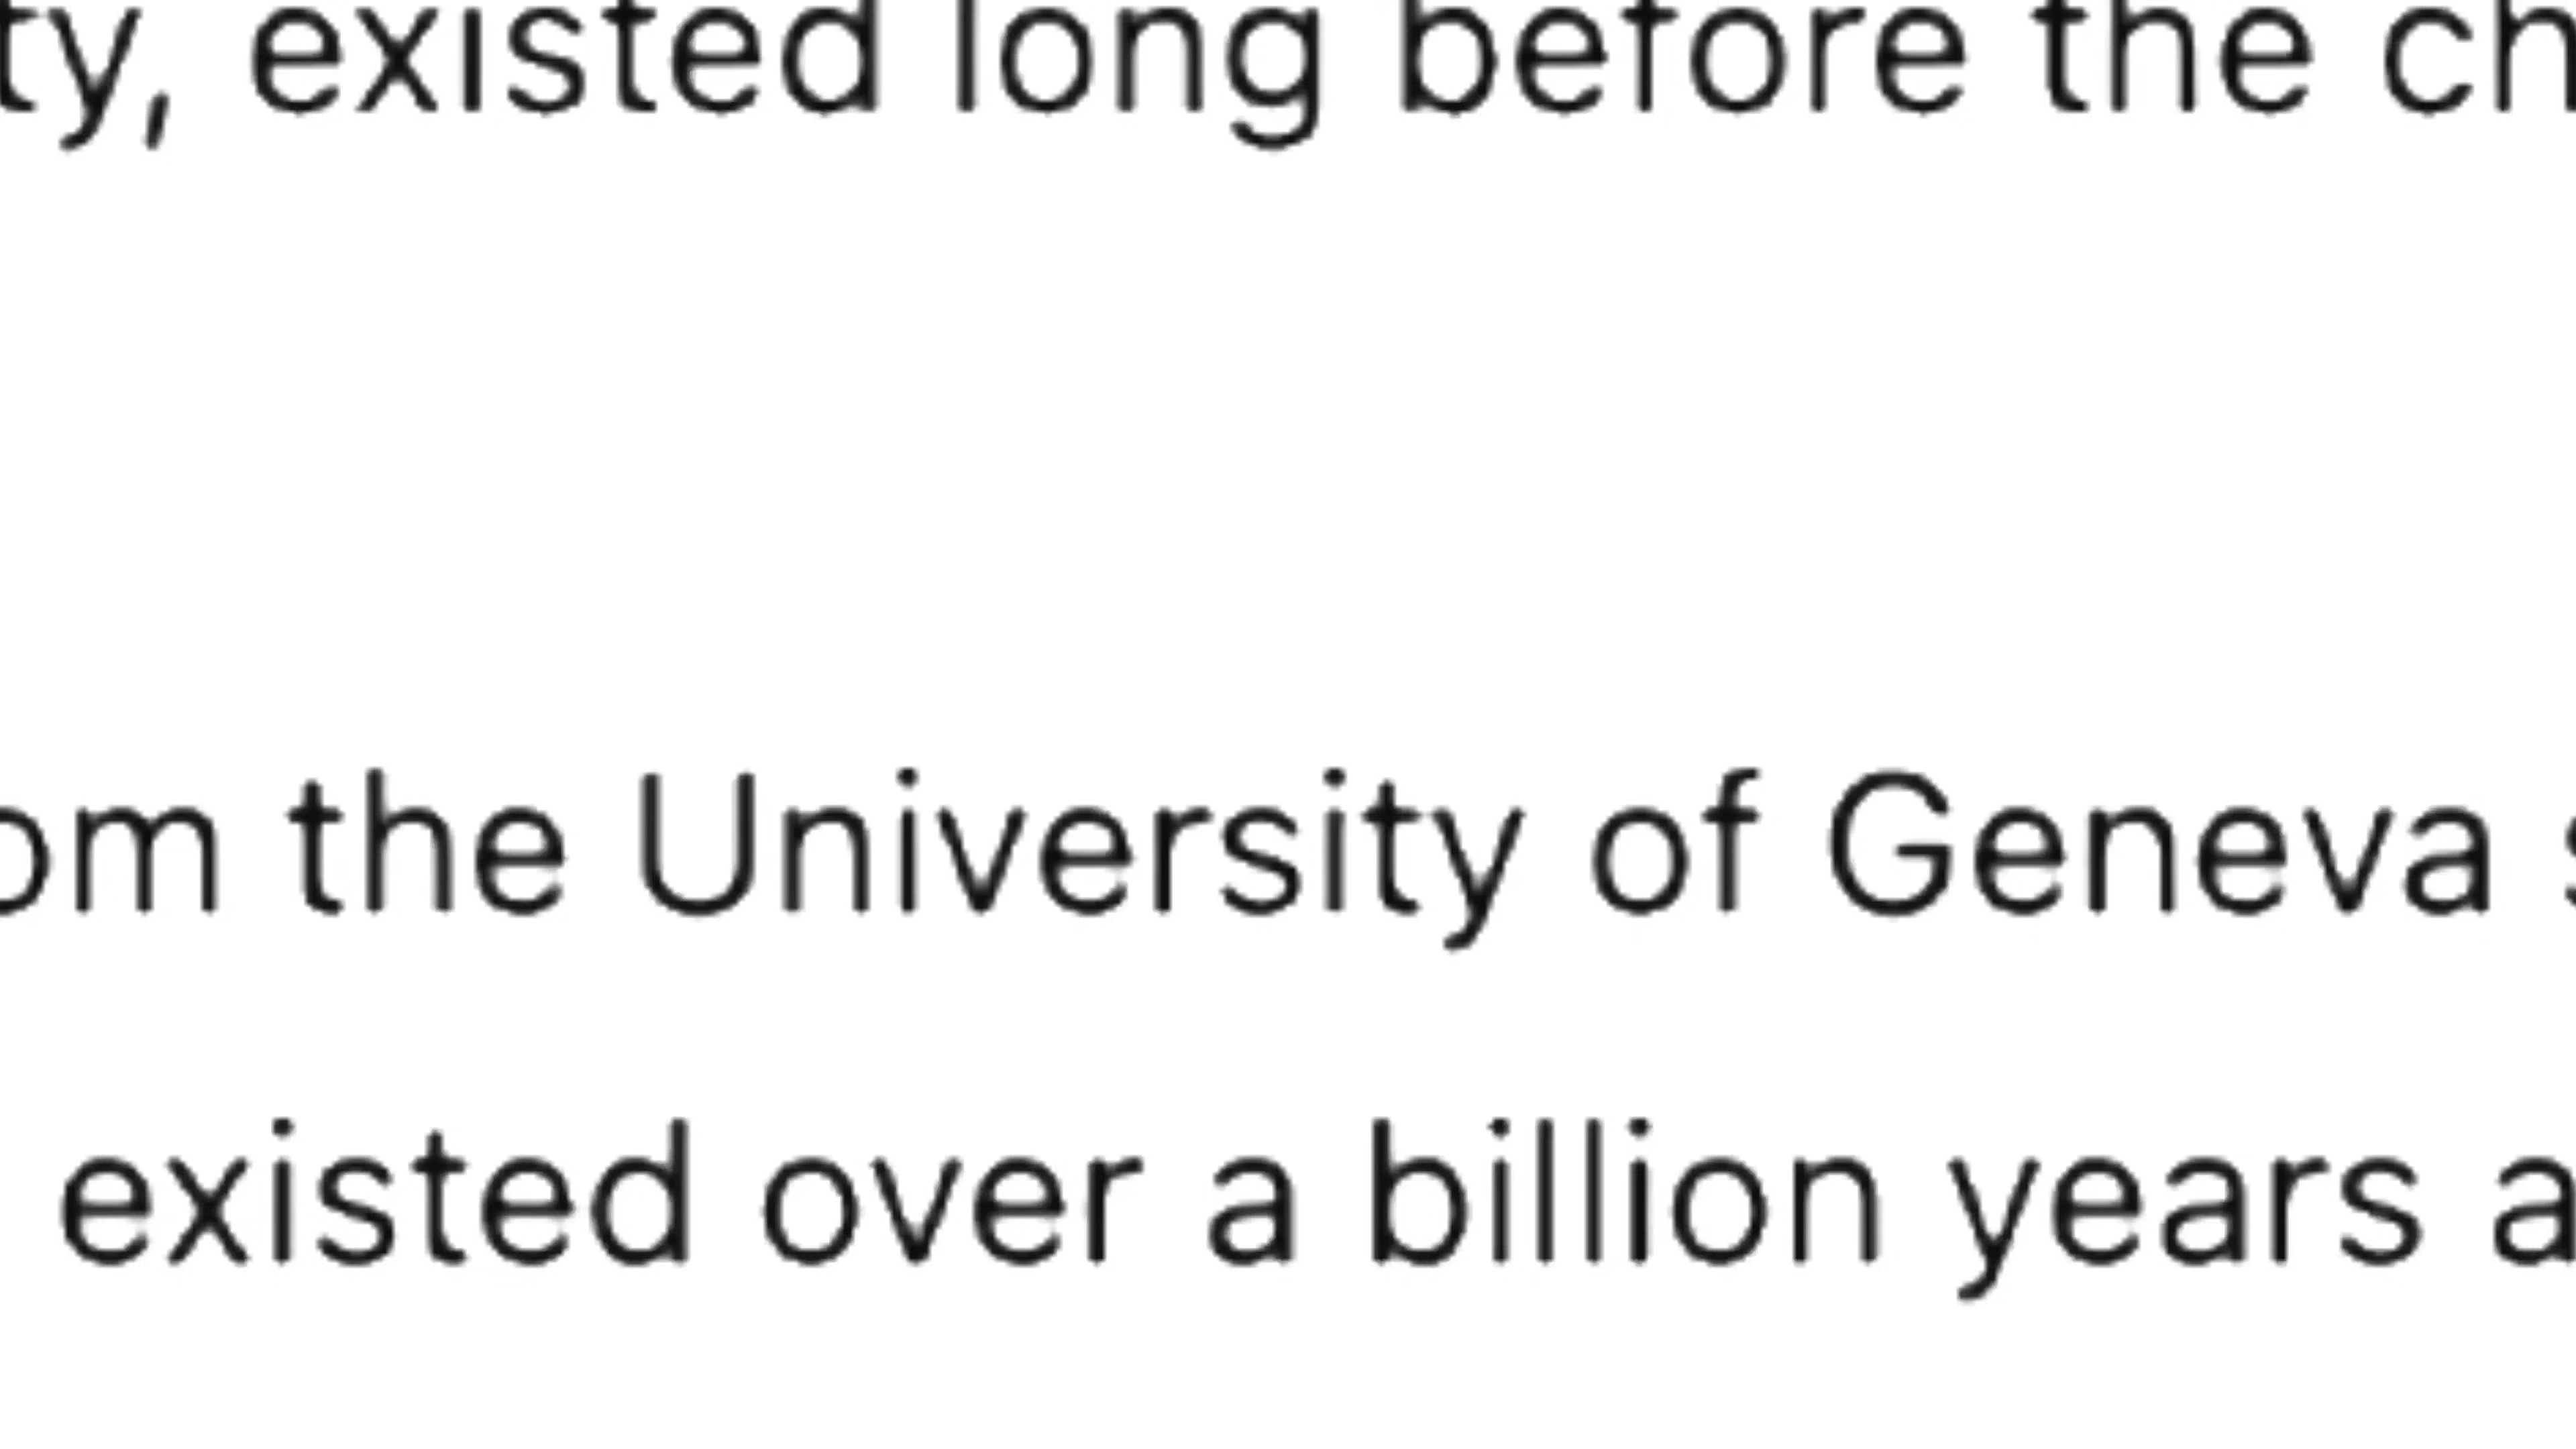 ty, existed long before the ch
om the University of Geneva s
existed over a billion years a